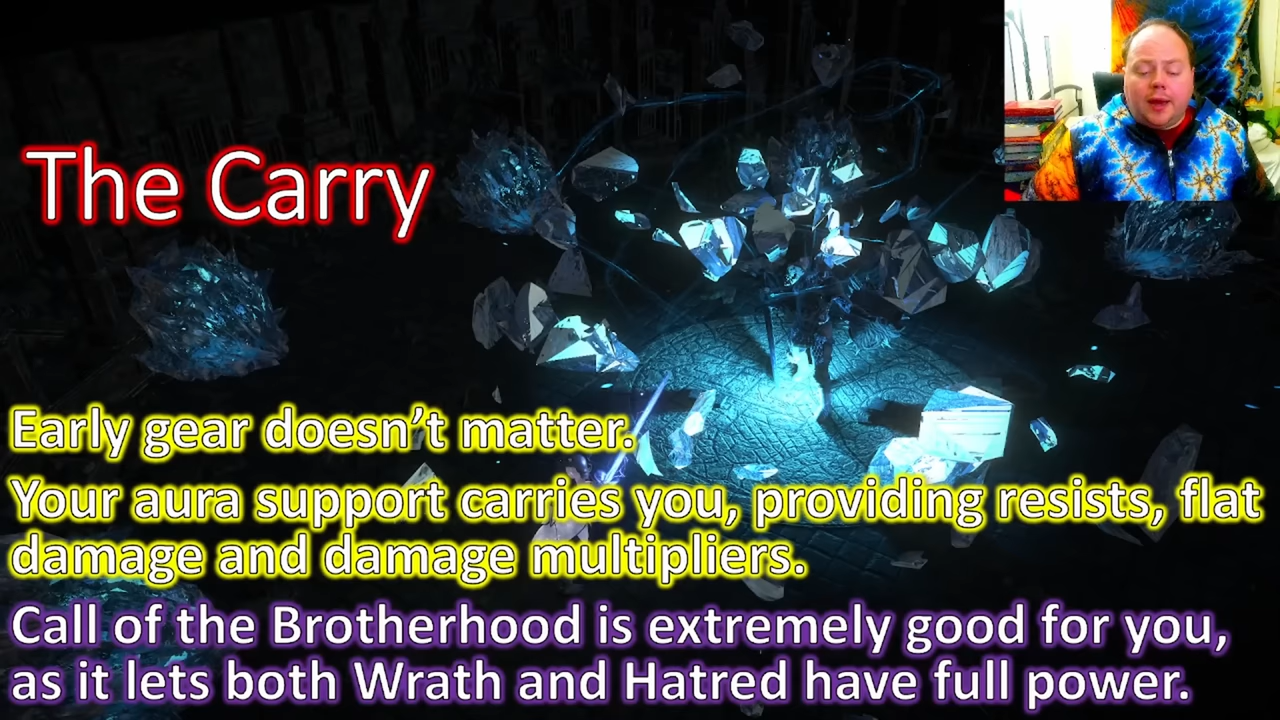 The Carry
Early gear doesn’t matter.
Your aura support carries you, providing resists, flat
damage and damage multipliers.
Call of the Brotherhood is extremely good for you,
as it lets both Wrath and Hatred have full power.